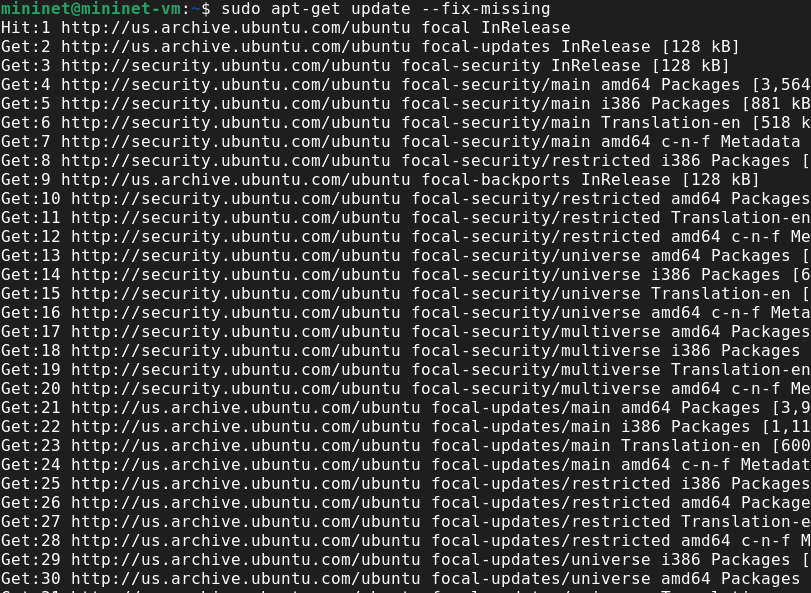 mininet@mininet-vm:~$ sudo apt-get update --fix-missing
Hit:1 http://us.archive.ubuntu.com/ubuntu focal InRelease
Get:2 http://us.archive.ubuntu.com/ubuntu focal-updates InRelease [128 kB]
Get:3 http://security.ubuntu.com/ubuntu focal-security InRelease [128 kB]
Get:4 http://security.ubuntu.com/ubuntu focal-security/main amd64 Packages [3,564
Get:5 http://security.ubuntu.com/ubuntu focal-security/main i386 Packages [881 kB
Get:6 http://security.ubuntu.com/ubuntu focal-security/main Translation-en [518 k
Get:7 http://security.ubuntu.com/ubuntu focal-security/main amd64 c-n-f Metadata
Get:8 http://security.ubuntu.com/ubuntu focal-security/restricted i386 Packages [
Get:9 http://us.archive.ubuntu.com/ubuntu focal-backports InRelease [128 kB]
Get:10 http://security.ubuntu.com/ubuntu focal-security/restricted amd64 Packages
Get:11 http://security.ubuntu.com/ubuntu focal-security/restricted Translation-en
Get:12 http://security.ubuntu.com/ubuntu focal-security/restricted amd64 c-n-f Me
Get:13 http://security.ubuntu.com/ubuntu focal-security/universe amd64 Packages [
Get:14 http://security.ubuntu.com/ubuntu focal-security/universe i386 Packages [6
Get:15 http://security.ubuntu.com/ubuntu focal-security/universe Translation-en [
Get:16 http://security.ubuntu.com/ubuntu focal-security/universe amd64 c-n-f Meta
Get:17 http://security.ubuntu.com/ubuntu focal-security/multiverse amd64 Packages
Get:18 http://security.ubuntu.com/ubuntu focal-security/multiverse i386 Packages
Get:19 http://security.ubuntu.com/ubuntu focal-security/multiverse Translation-en
Get:20 http://security.ubuntu.com/ubuntu focal-security/multiverse amd64 c-n-f Me
Get:21 http://us.archive.ubuntu.com/ubuntu focal-updates/main amd64 Packages [3,9
Get:22 http://us.archive.ubuntu.com/ubuntu focal-updates/main i386 Packages [1,11
Get:23 http://us.archive.ubuntu.com/ubuntu focal-updates/main Translation-en [600
Get:24 http://us.archive.ubuntu.com/ubuntu focal-updates/main amd64 c-n-f Metadat
Get:25 http://us.archive.ubuntu.com/ubuntu focal-updates/restricted i386 Packages
Get:26 http://us.archive.ubuntu.com/ubuntu focal-updates/restricted amd64 Package
Get:27 http://us.archive.ubuntu.com/ubuntu focal-updates/restricted Translation-e
Get:28 http://us.archive.ubuntu.com/ubuntu focal-updates/restricted amd64 c-n-f M
Get:29 http://us.archive.ubuntu.com/ubuntu focal-updates/universe i386 Packages [
Get:30 http://us.archive.ubuntu.com/ubuntu focal-updates/universe amd64 Packages